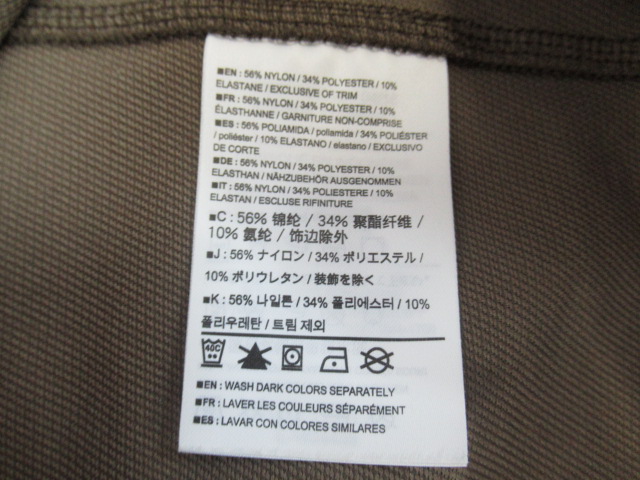 ■EN : 56% NYLON / 34% POLYESTER / 10%
ELASTANE / EXCLUSIVE OF TRIM
■FR : 56% NYLON / 34% POLYESTER / 10%
ÉLASTHANNE / GARNITURE NON-COMPRISE
■ES : 56% POLIAMIDA / poliamida / 34% POLIÉSTER
/ poliéster / 10% ELASTANO / elastano / EXCLUSIVO
DE CORTE
■DE : 56% NYLON / 34% POLYESTER / 10%
ELASTHAN / NÄHZUBEHÖR AUSGENOMMEN
■IT : 56% NYLON / 34% POLIESTERE / 10%
ELASTAN / ESCLUSE RIFINITURE
■C : 56% 锦纶 / 34% 聚酯纤维 /
10% 氨纶 / 饰边除外
■J : 56% ナイロン / 34% ポリエステル /
10% ポリウレタン / 装飾を除く
■K : 56% 나일론 / 34% 폴리에스터 / 10%
폴리우레탄 / 트림 제외
40C
■EN : WASH DARK COLORS SEPARATELY
■FR : LAVER LES COULEURS SÉPARÉMENT
■ES : LAVAR CON COLORES SIMILARES